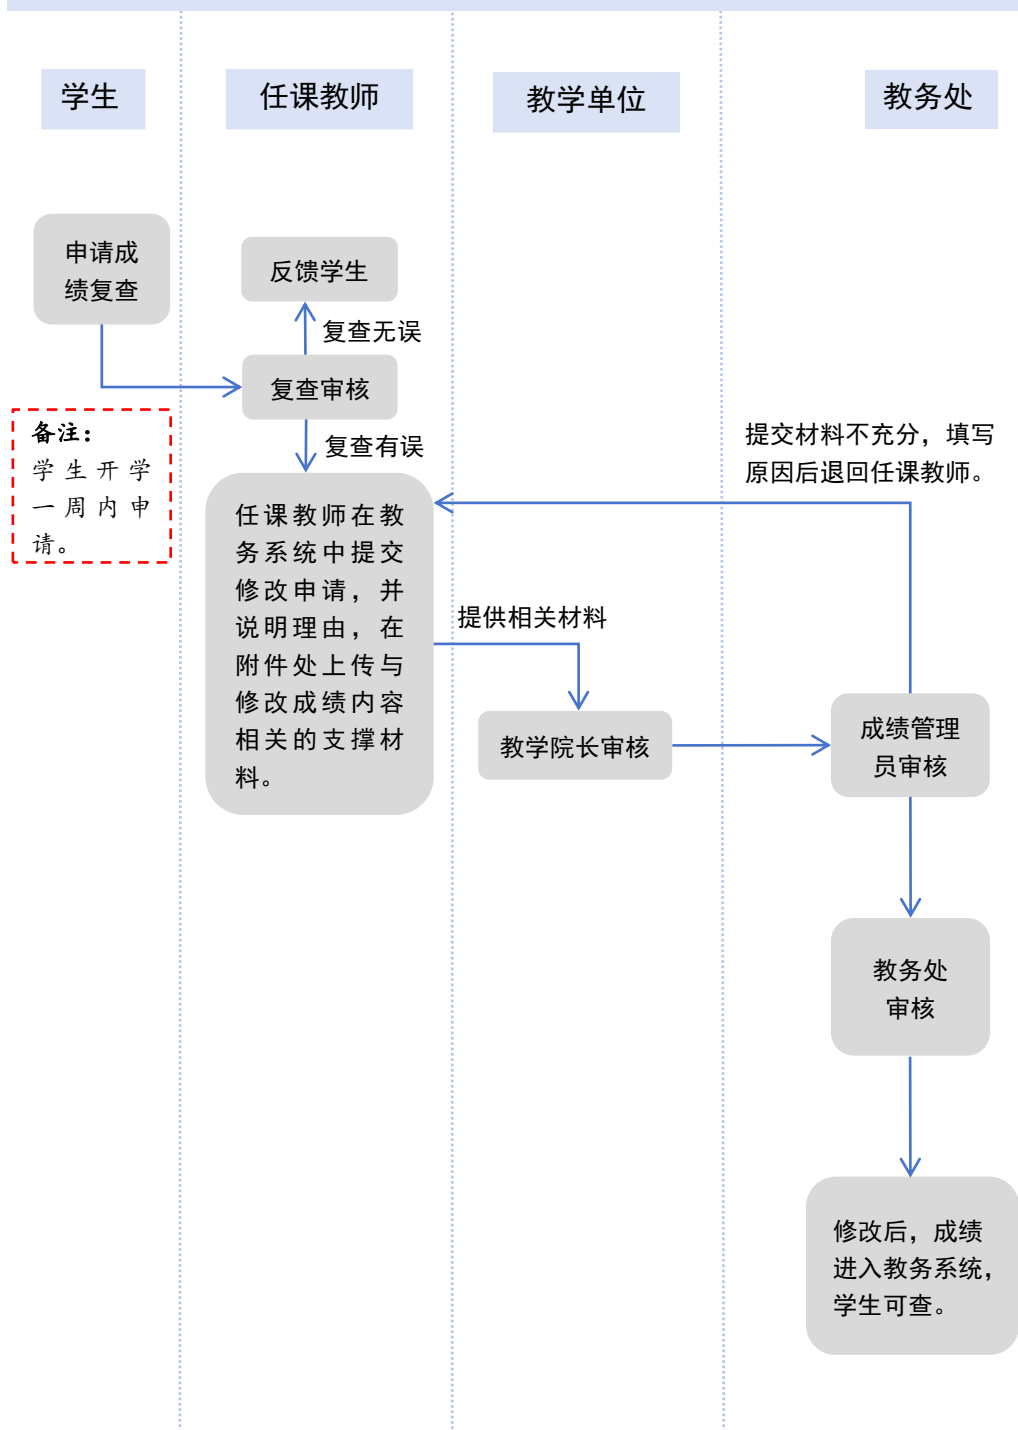 学生
任课教师
教学单位
教务处
申请成
绩复查
反馈学生
复查无误
复查审核
复查有误
备注：
学生开学
一周内申
请。
提交材料不充分，填写
原因后退回任课教师。
任课教师在教
务系统中提交
修改申请，并
说明理由，在
附件处上传与
修改成绩内容
相关的支撑材
料。
提供相关材料
教学院长审核
成绩管理
员审核
教务处
审核
修改后，成绩
进入教务系统，
学生可查。